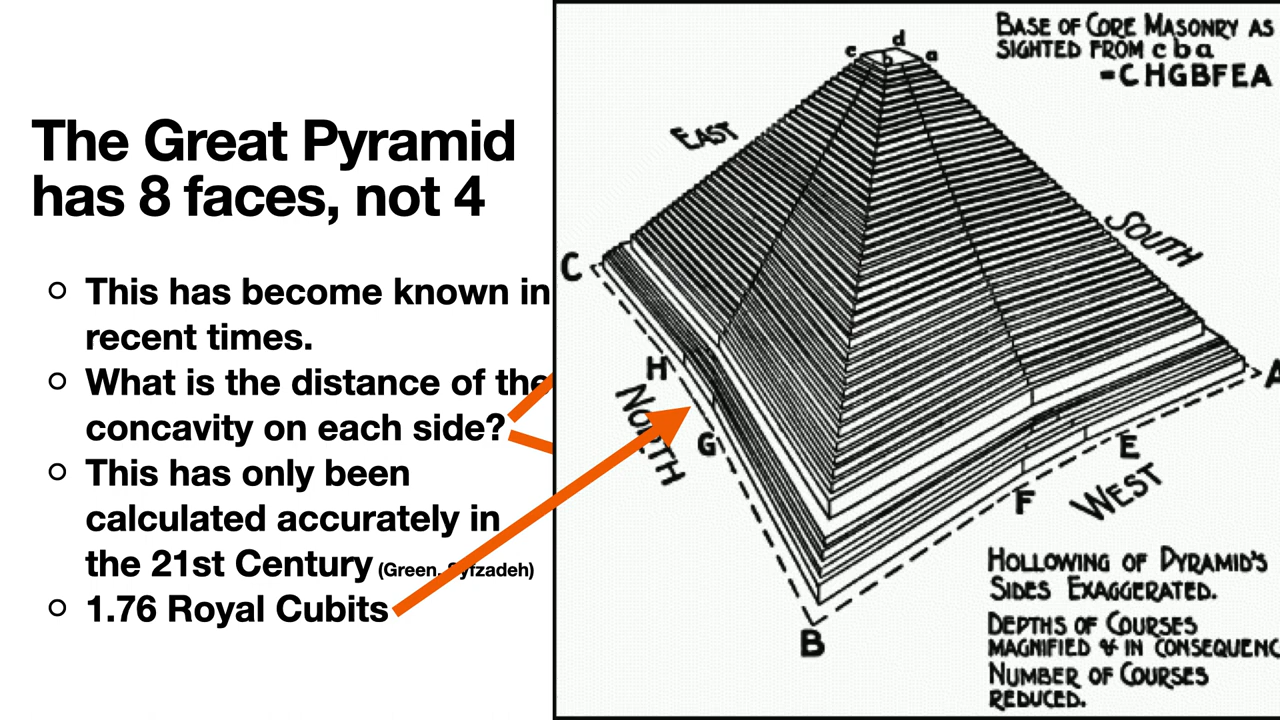 The Great Pyramid
has 8 faces, not 4
This has become known in
recent times.
What is the distance of the
concavity on each side?
This has only been
calculated accurately in
the 21st Century (Green,
1.76 Royal Cubits
BASE OF CORE MASONRY AS
SIGHTED FROM c b a
=CHGBFEA
d
c
b
a
EAST
SOUTH
C
H
NORTH
G
A
E
F
WEST
B
HOLLOWING OF PYRAMID'S
SIDES EXAGGERATED.
DEPTHS OF COURSES
MAGNIFIED & IN CONSEQUENC
NUMBER OF COURSES
REDUCED.